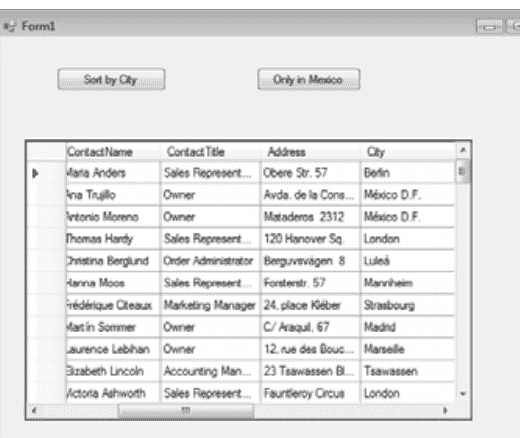 Form1
Sort by City Only in Mexico
ContactName ContactTitle Address City
Maria Anders Sales Represent... Obere Str. 57 Berlin
Ana Trujillo Owner Avda. de la Cons... México D.F.
Antonio Moreno Owner Mataderos 2312 México D.F.
Thomas Hardy Sales Represent... 120 Hanover Sq. London
Christina Berglund Order Administrator Berguvsvägen 8 Luleå
Hanna Moos Sales Represent... Forsterstr. 57 Mannheim
Frédérique Citeaux Marketing Manager 24, place Kléber Strasbourg
Martín Sommer Owner C/ Araquil, 67 Madrid
Laurence Lebihan Owner 12, rue des Bouc... Marseille
Elizabeth Lincoln Accounting Man... 23 Tsawassen Bl... Tsawassen
Victoria Ashworth Sales Represent... Fauntleroy Circus London